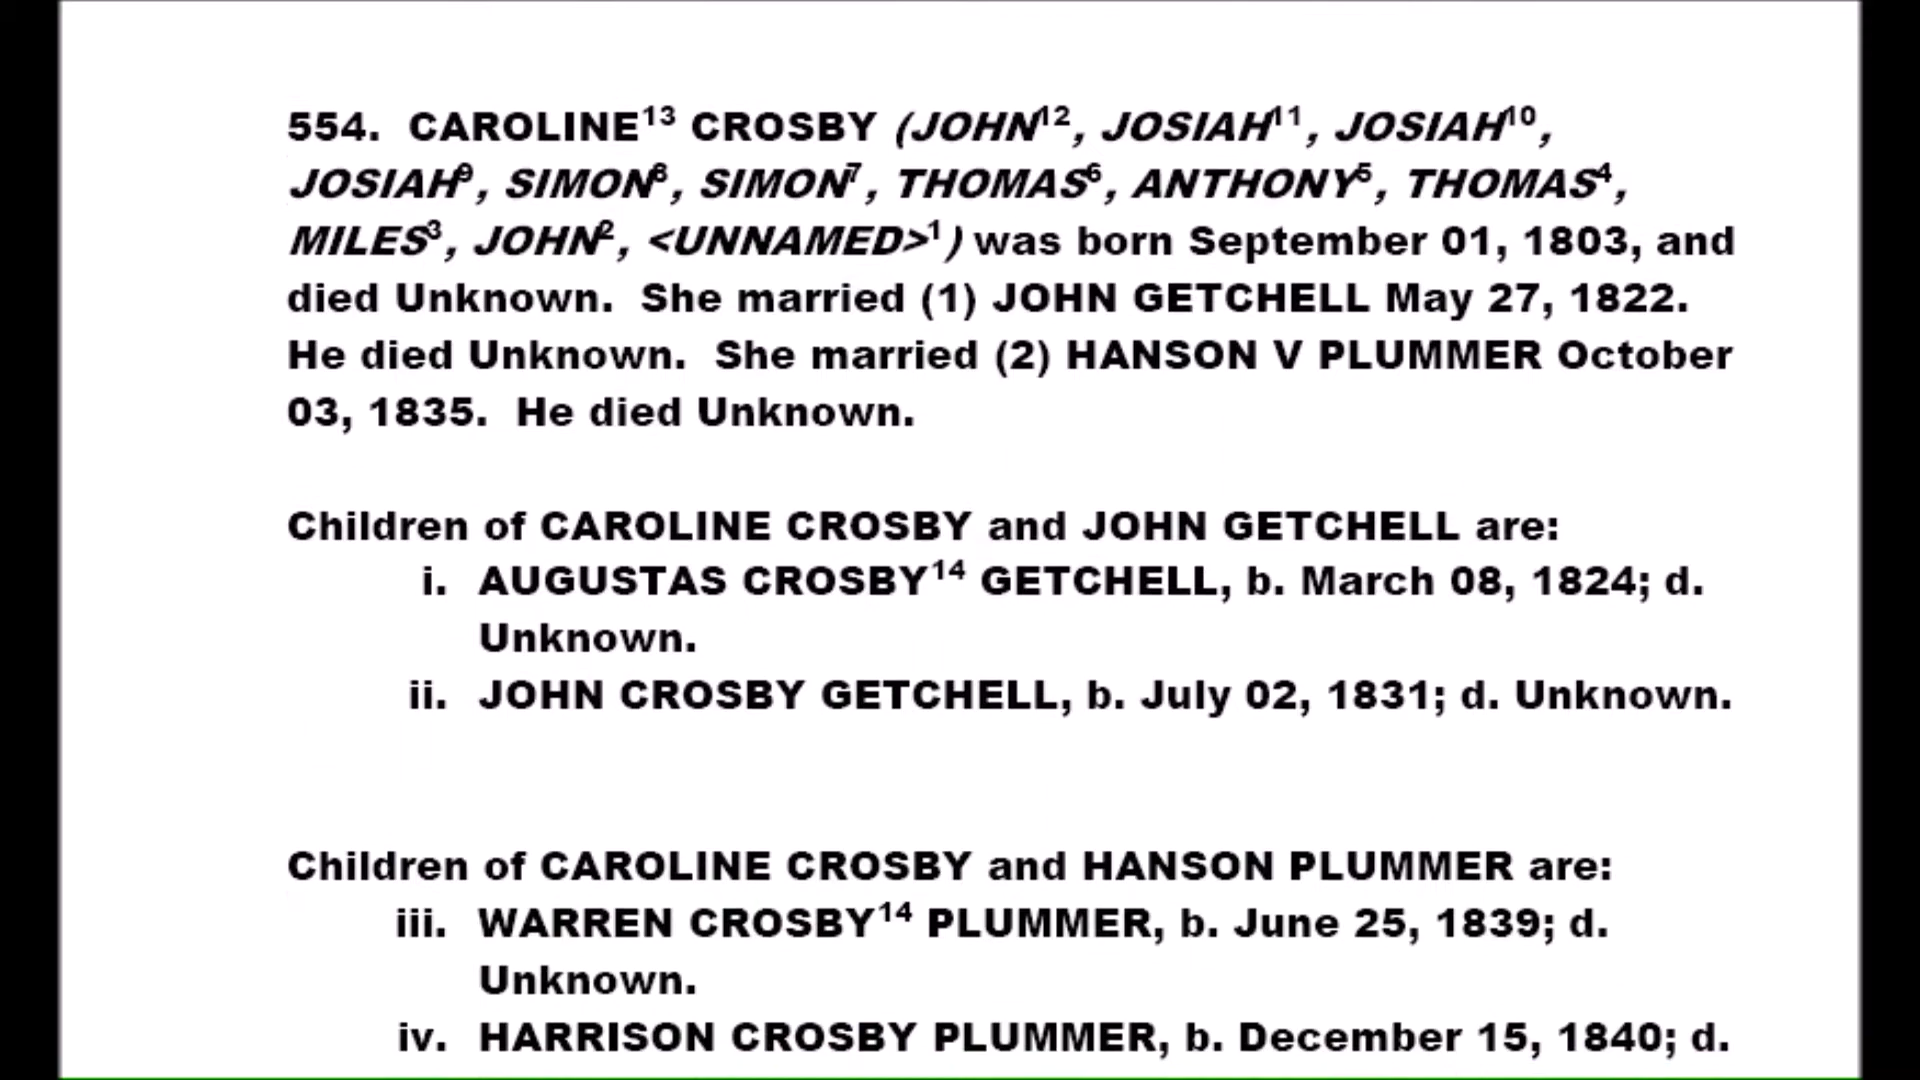 554. CAROLINE¹³ CROSBY (JOHN¹², JOSIAH¹¹, JOSIAH¹⁰,
JOSIAH⁹, SIMON⁸, SIMON⁷, THOMAS⁶, ANTHONY⁵, THOMAS⁴,
MILES³, JOHN², <UNNAMED>¹) was born September 01, 1803, and
died Unknown. She married (1) JOHN GETCHELL May 27, 1822.
He died Unknown. She married (2) HANSON V PLUMMER October
03, 1835. He died Unknown.
Children of CAROLINE CROSBY and JOHN GETCHELL are:
i. AUGUSTAS CROSBY¹⁴ GETCHELL, b. March 08, 1824; d.
Unknown.
ii. JOHN CROSBY GETCHELL, b. July 02, 1831; d. Unknown.
Children of CAROLINE CROSBY and HANSON PLUMMER are:
iii. WARREN CROSBY¹⁴ PLUMMER, b. June 25, 1839; d.
Unknown.
iv. HARRISON CROSBY PLUMMER, b. December 15, 1840; d.